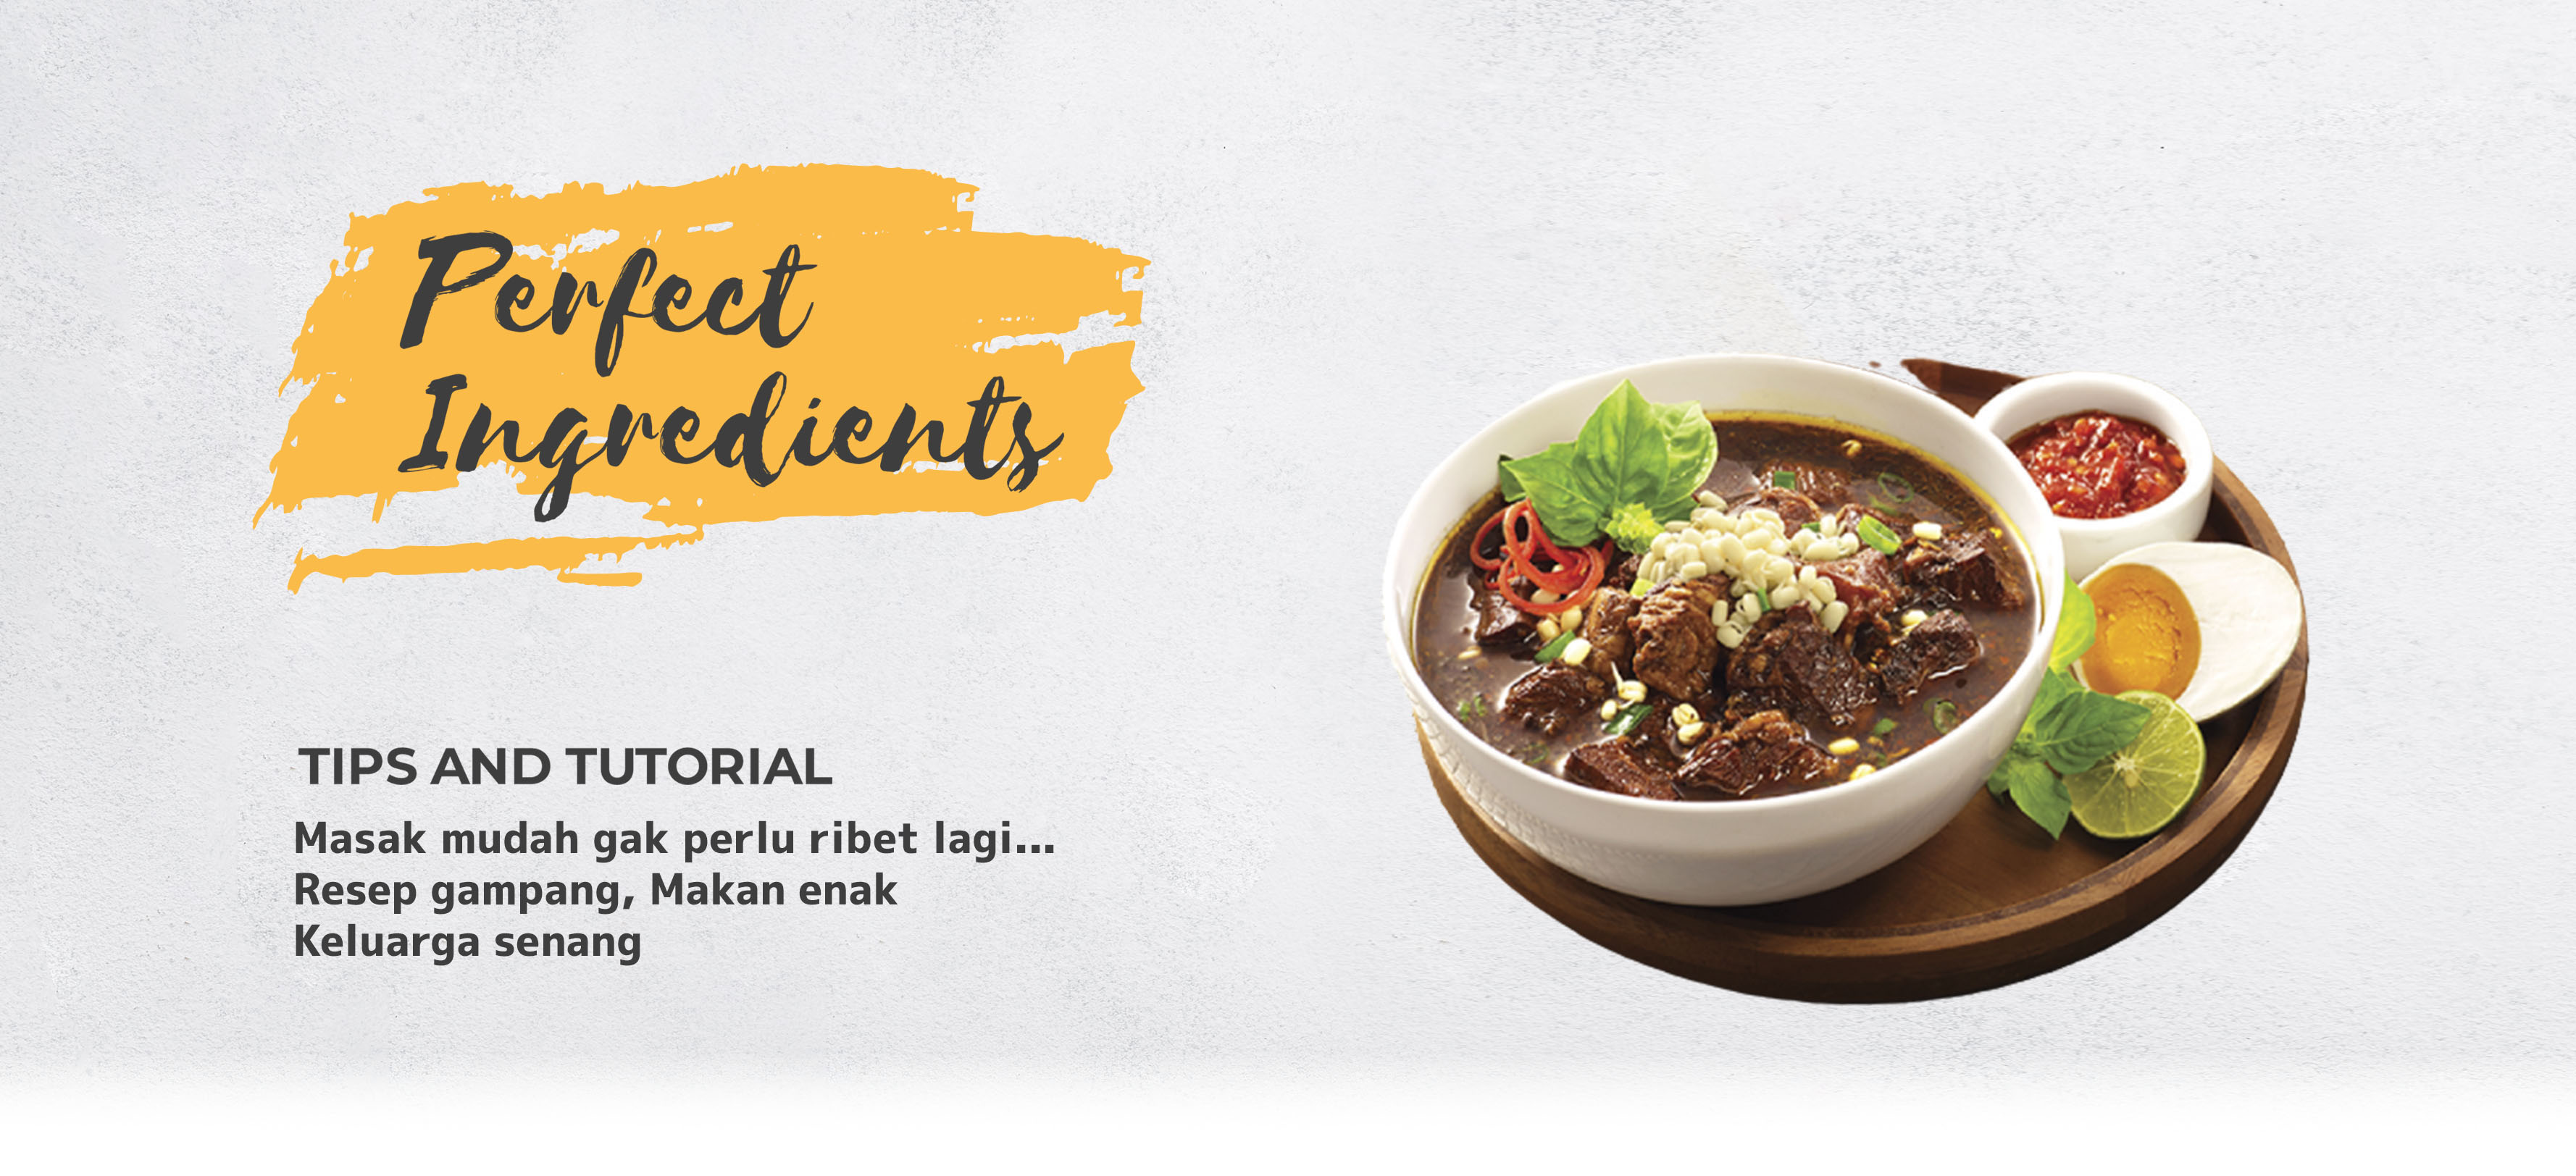 Perfect
Ingredients
TIPS AND TUTORIAL
Masak mudah gak perlu ribet lagi...
Resep gampang, Makan enak
Keluarga senang